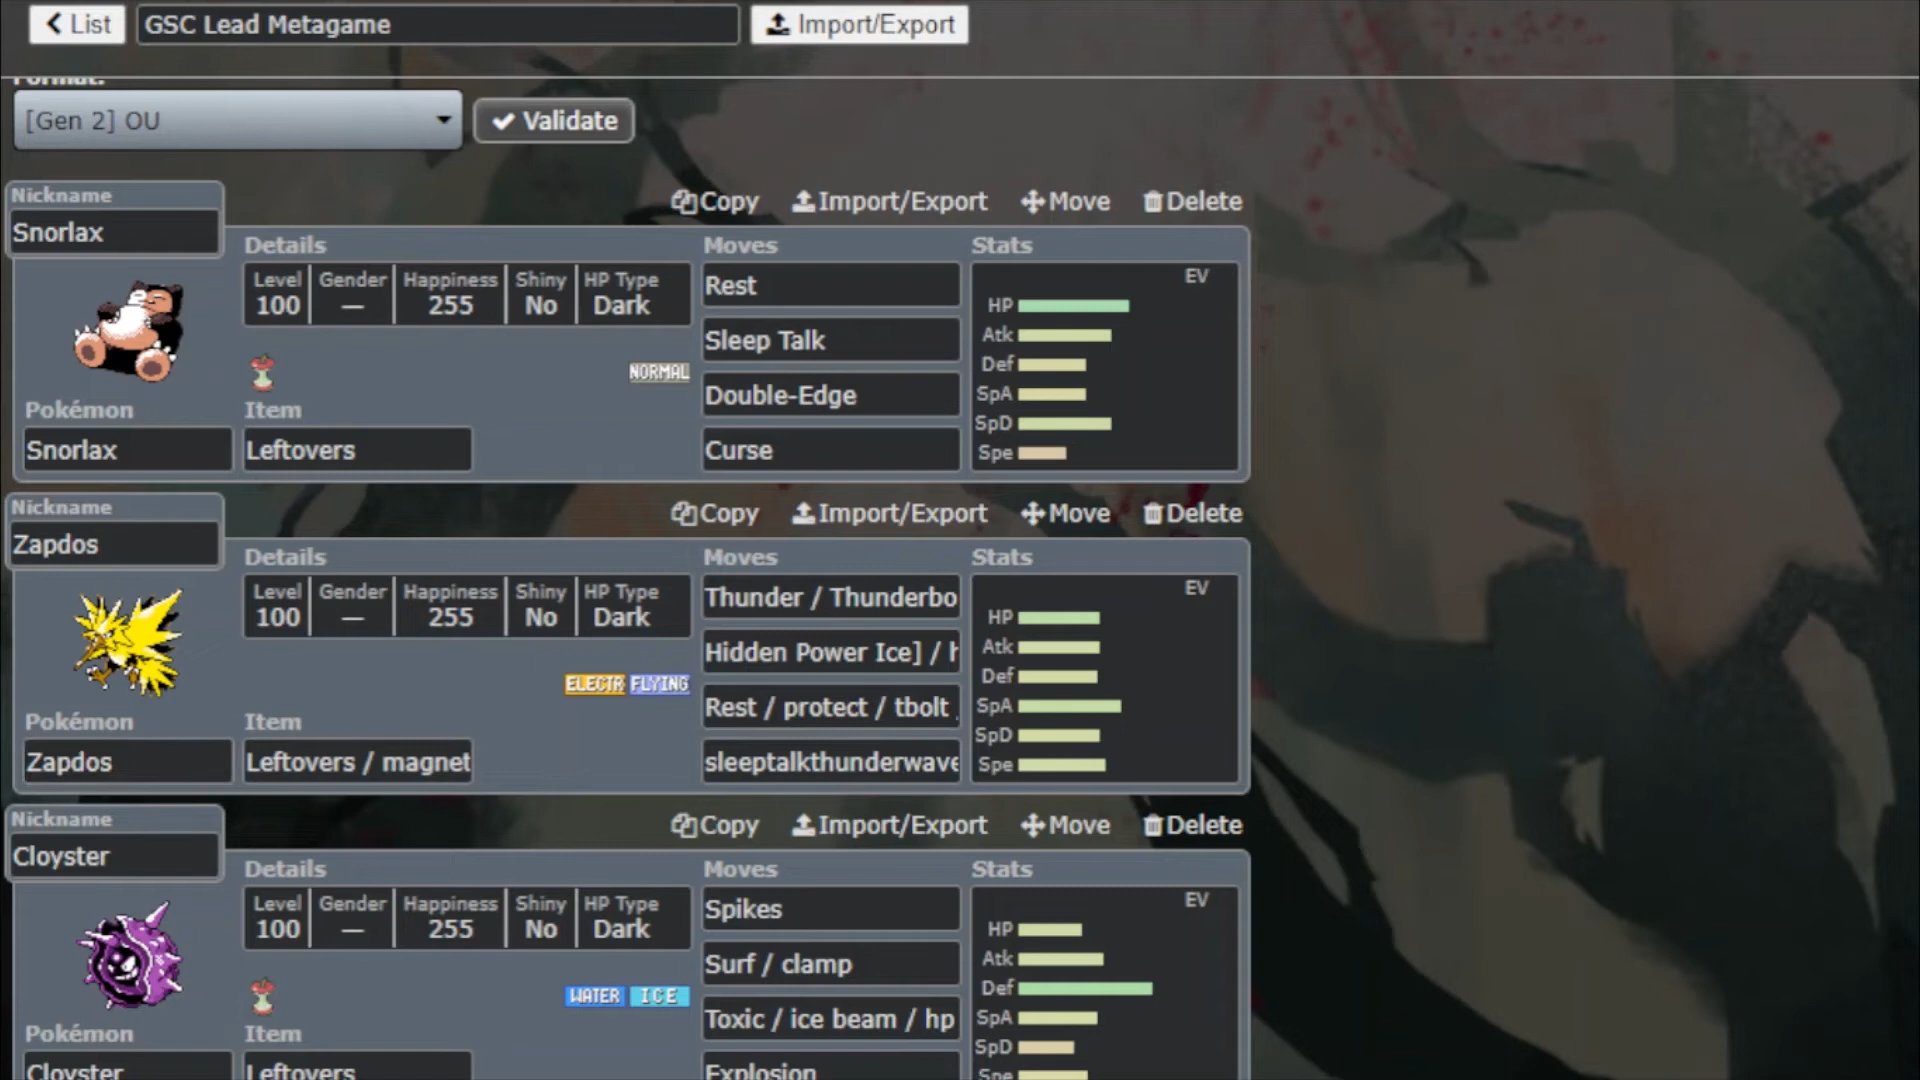 List
GSC Lead Metagame
Import/Export
Format:
[Gen 2] OU
Validate
Nickname
Snorlax
Copy
Import/Export
Move
Delete
Details
Moves
Stats
Level
Gender
Happiness
Shiny
HP Type
100
—
255
No
Dark
NORMAL
Pokémon
Item
Snorlax
Leftovers
Rest
Sleep Talk
Double-Edge
Curse
EV
HP
Atk
Def
SpA
SpD
Spe
Nickname
Zapdos
Copy
Import/Export
Move
Delete
Details
Moves
Stats
Level
Gender
Happiness
Shiny
HP Type
100
—
255
No
Dark
ELECTR
FLYING
Pokémon
Item
Zapdos
Leftovers / magnet
Thunder / Thunderbo
Hidden Power Ice] / h
Rest / protect / tbolt
sleeptalkthunderwave
EV
HP
Atk
Def
SpA
SpD
Spe
Nickname
Cloyster
Copy
Import/Export
Move
Delete
Details
Moves
Stats
Level
Gender
Happiness
Shiny
HP Type
100
—
255
No
Dark
WATER
ICE
Pokémon
Item
Cloyster
Leftovers
Spikes
Surf / clamp
Toxic / ice beam / hp
Explosion
EV
HP
Atk
Def
SpA
SpD
Spe